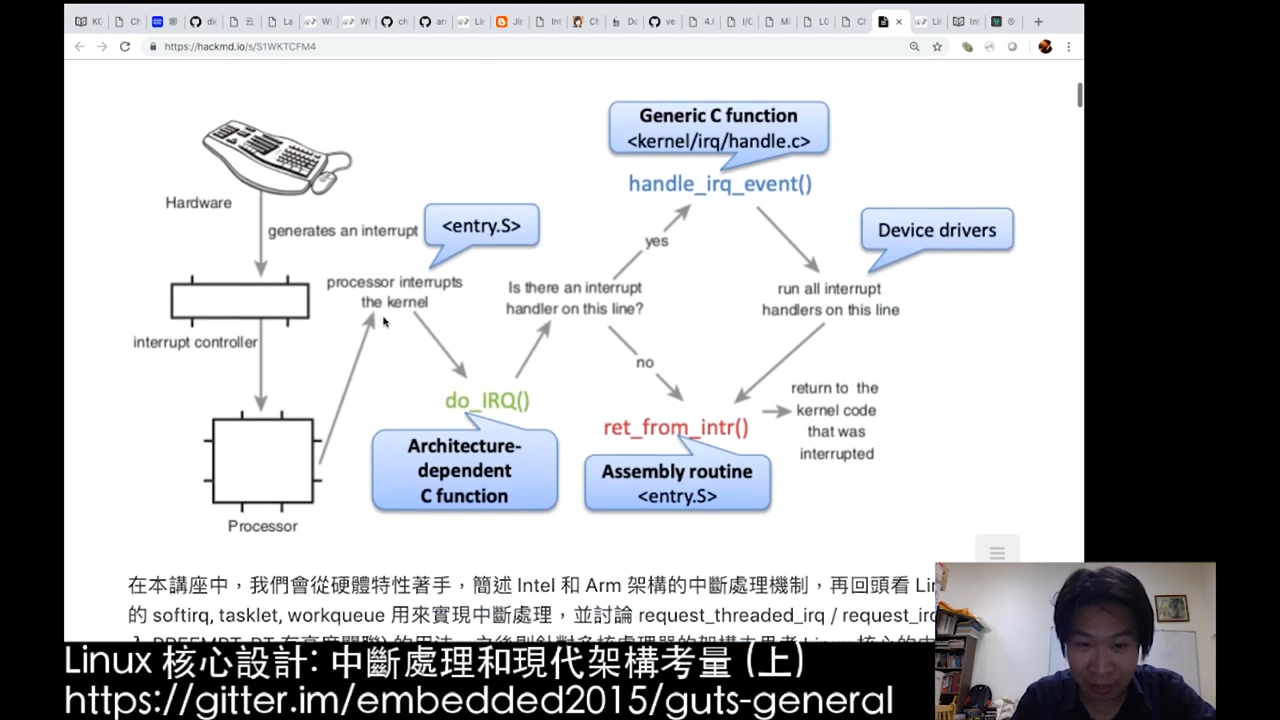 https://hackmd.io/s/S1WKTCFM4
Generic C function
<kernel/irq/handle.c>
handle_irq_event()
Hardware
generates an interrupt
<entry.S>
Device drivers
processor interrupts
the kernel
Is there an interrupt
handler on this line?
yes
run all interrupt
handlers on this line
interrupt controller
no
do_IRQ()
return to the
kernel code
that was
interrupted
ret_from_intr()
Architecture-
dependent
C function
Assembly routine
<entry.S>
Processor
在本講座中，我們會從硬體特性著手，簡述 Intel 和 Arm 架構的中斷處理機制，再回頭看
的 softirq, tasklet, workqueue 用來實現中斷處理，並討論 request_threaded_irq /
Linux 核心設計: 中斷處理和現代架構考量 (上)
https://gitter.im/embedded2015/guts-general